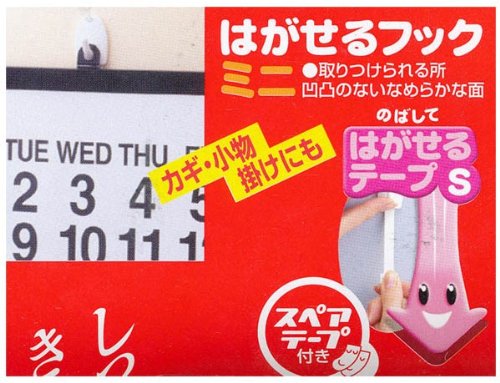 はがせるフック
ミニ
●取りつけられる所
凹凸のないなめらかな面
のばして
はがせる
テープ S
カギ・小物
掛けにも
TUE WED THU
2 3 4
9 10 11
スペア
テープ
付き
し
き